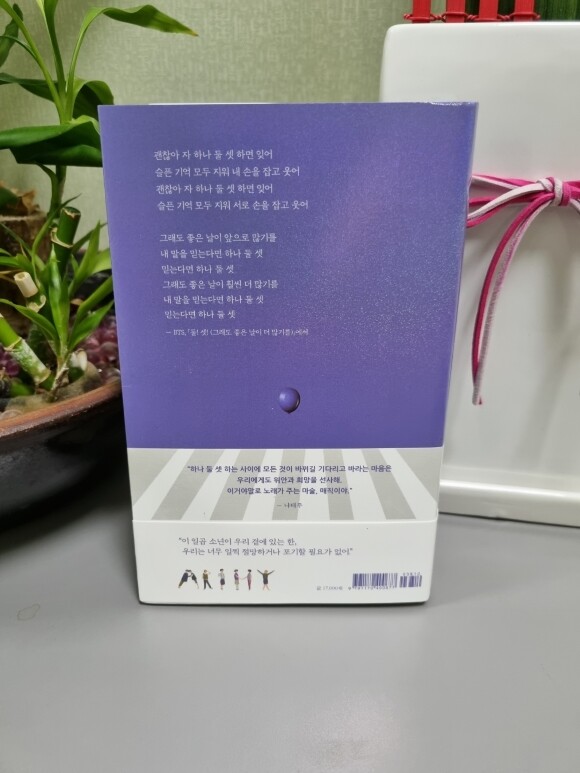 괜찮아 자 하나 둘 셋 하면 잊어
슬픈 기억 모두 지워 내 손을 잡고 웃어
괜찮아 자 하나 둘 셋 하면 잊어
슬픈 기억 모두 지워 서로 손을 잡고 웃어
그래도 좋은 날이 앞으로 많기를
내 말을 믿는다면 하나 둘 셋
믿는다면 하나 둘 셋
그래도 좋은 날이 훨씬 더 많기를
내 말을 믿는다면 하나 둘 셋
믿는다면 하나 둘 셋
— BTS, 「둘! 셋! (그래도 좋은 날이 더 많기를)」에서
"하나 둘 셋 하는 사이에 모든 것이 바뀌길 기다리고 바라는 마음은
우리에게도 위안과 희망을 선사해.
이거야말로 노래가 주는 마술, 매직이야."
— 나태주
"이 일곱 소년이 우리 곁에 있는 한,
우리는 너무 일찍 절망하거나 포기할 필요가 없어"